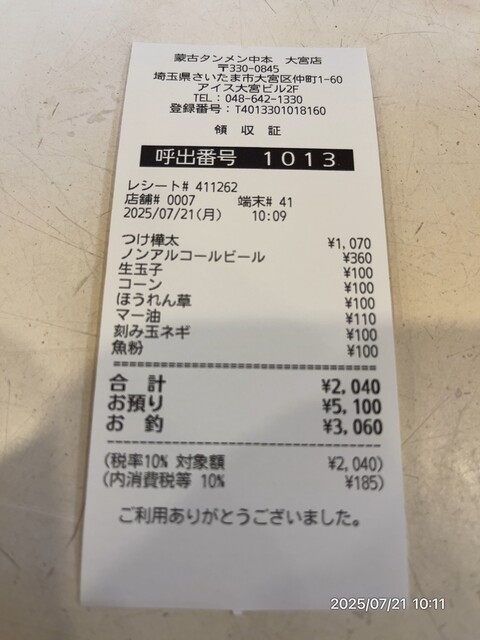 蒙古タンメン中本　大宮店
〒330-0845
埼玉県さいたま市大宮区仲町1-60
アイス大宮ビル2F
TEL：048-642-1330
登録番号：T4013301018160
領　収　証
呼出番号　1013
レシート# 411262
店舗# 0007　端末# 41
2025/07/21(月)　10:09
つけ樺太　¥1,070
ノンアルコールビール　¥360
生玉子　¥100
コーン　¥100
ほうれん草　¥100
マー油　¥110
刻み玉ネギ　¥100
魚粉　¥100
合　計　¥2,040
お預り　¥5,100
お　釣　¥3,060
(税率10% 対象額　¥2,040)
(内消費税等 10%　¥185)
ご利用ありがとうございました。
2025/07/21 10:11